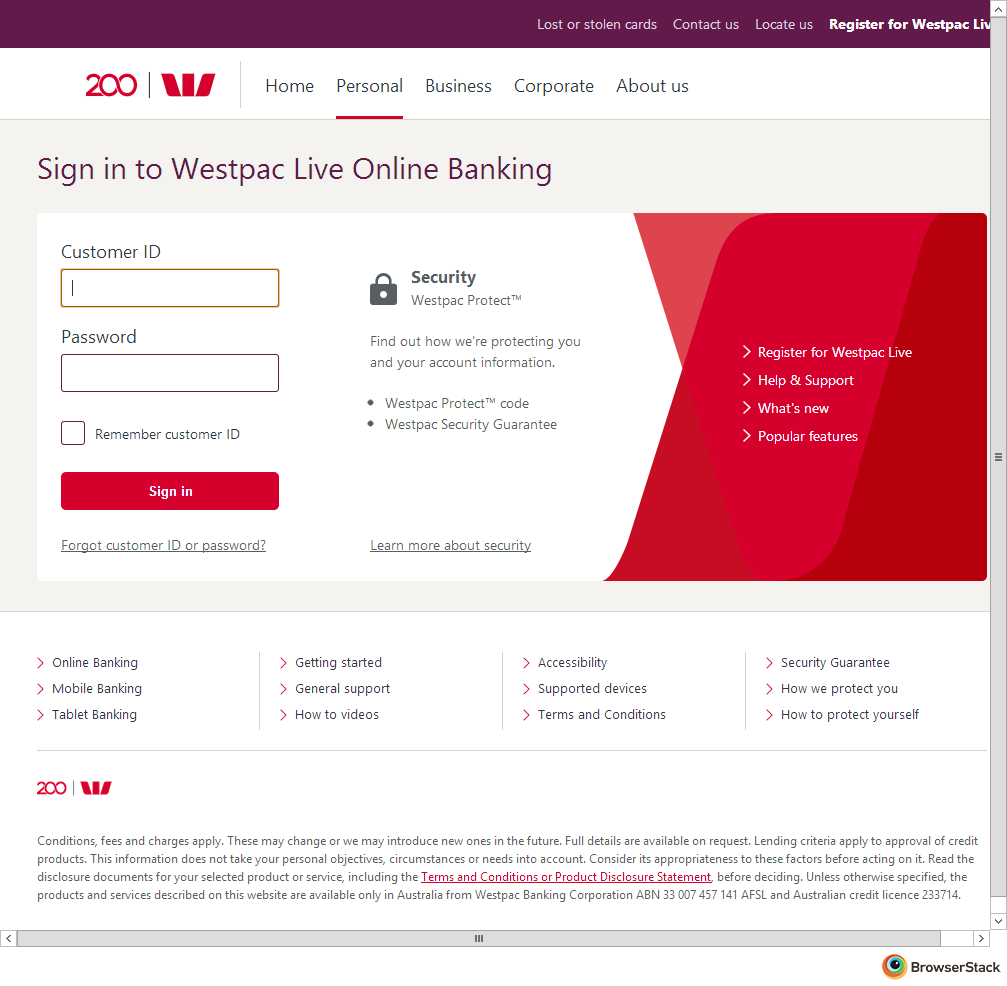 Lost or stolen cards Contact us Locate us Register for Westpac Liv
200 Home Personal Business Corporate About us
Sign in to Westpac Live Online Banking
Customer ID
Password
Remember customer ID
Sign in
Forgot customer ID or password?
Security
Westpac Protect™
Find out how we're protecting you
and your account information.
Westpac Protect™ code
Westpac Security Guarantee
Learn more about security
Register for Westpac Live
Help & Support
What's new
Popular features
Online Banking
Mobile Banking
Tablet Banking
Getting started
General support
How to videos
Accessibility
Supported devices
Terms and Conditions
Security Guarantee
How we protect you
How to protect yourself
200
Conditions, fees and charges apply. These may change or we may introduce new ones in the future. Full details are available on request. Lending criteria apply to approval of credit
products. This information does not take your personal objectives, circumstances or needs into account. Consider its appropriateness to these factors before acting on it. Read the
disclosure documents for your selected product or service, including the Terms and Conditions or Product Disclosure Statement, before deciding. Unless otherwise specified, the
products and services described on this website are available only in Australia from Westpac Banking Corporation ABN 33 007 457 141 AFSL and Australian credit licence 233714.
BrowserStack